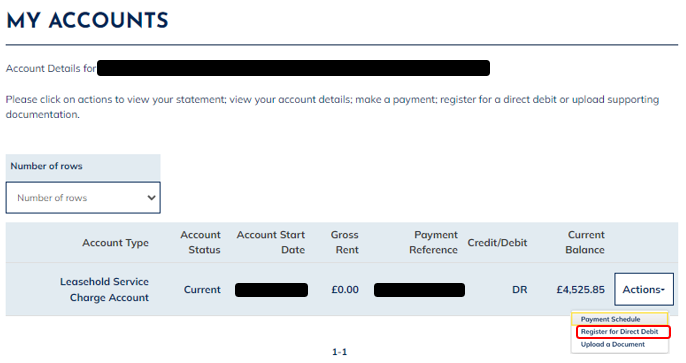 MY ACCOUNTS
Account Details for
Please click on actions to view your statement; view your account details; make a payment; register for a direct debit or upload supporting
documentation.
Number of rows
Number of rows
Account Type
Account Status
Account Start Date
Gross Rent
Payment Reference
Credit/Debit
Current Balance
Leasehold Service
Charge Account
Current
£0.00
DR
£4,525.85
Actions
Payment Schedule
Register for Direct Debit
Upload a Document
1-1